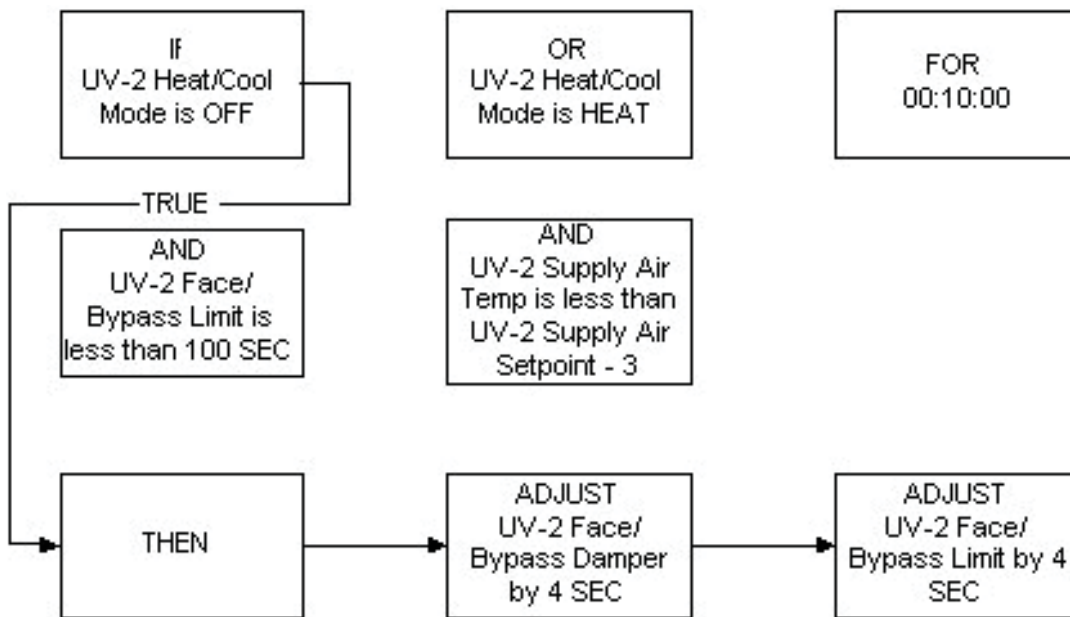 IF
UV-2 Heat/Cool
Mode is OFF
OR
UV-2 Heat/Cool
Mode is HEAT
FOR
00:10:00
TRUE
AND
UV-2 Face/
Bypass Limit is
less than 100 SEC
AND
UV-2 Supply Air
Temp is less than
UV-2 Supply Air
Setpoint - 3
THEN
ADJUST
UV-2 Face/
Bypass Damper
by 4 SEC
ADJUST
UV-2 Face/
Bypass Limit by 4
SEC